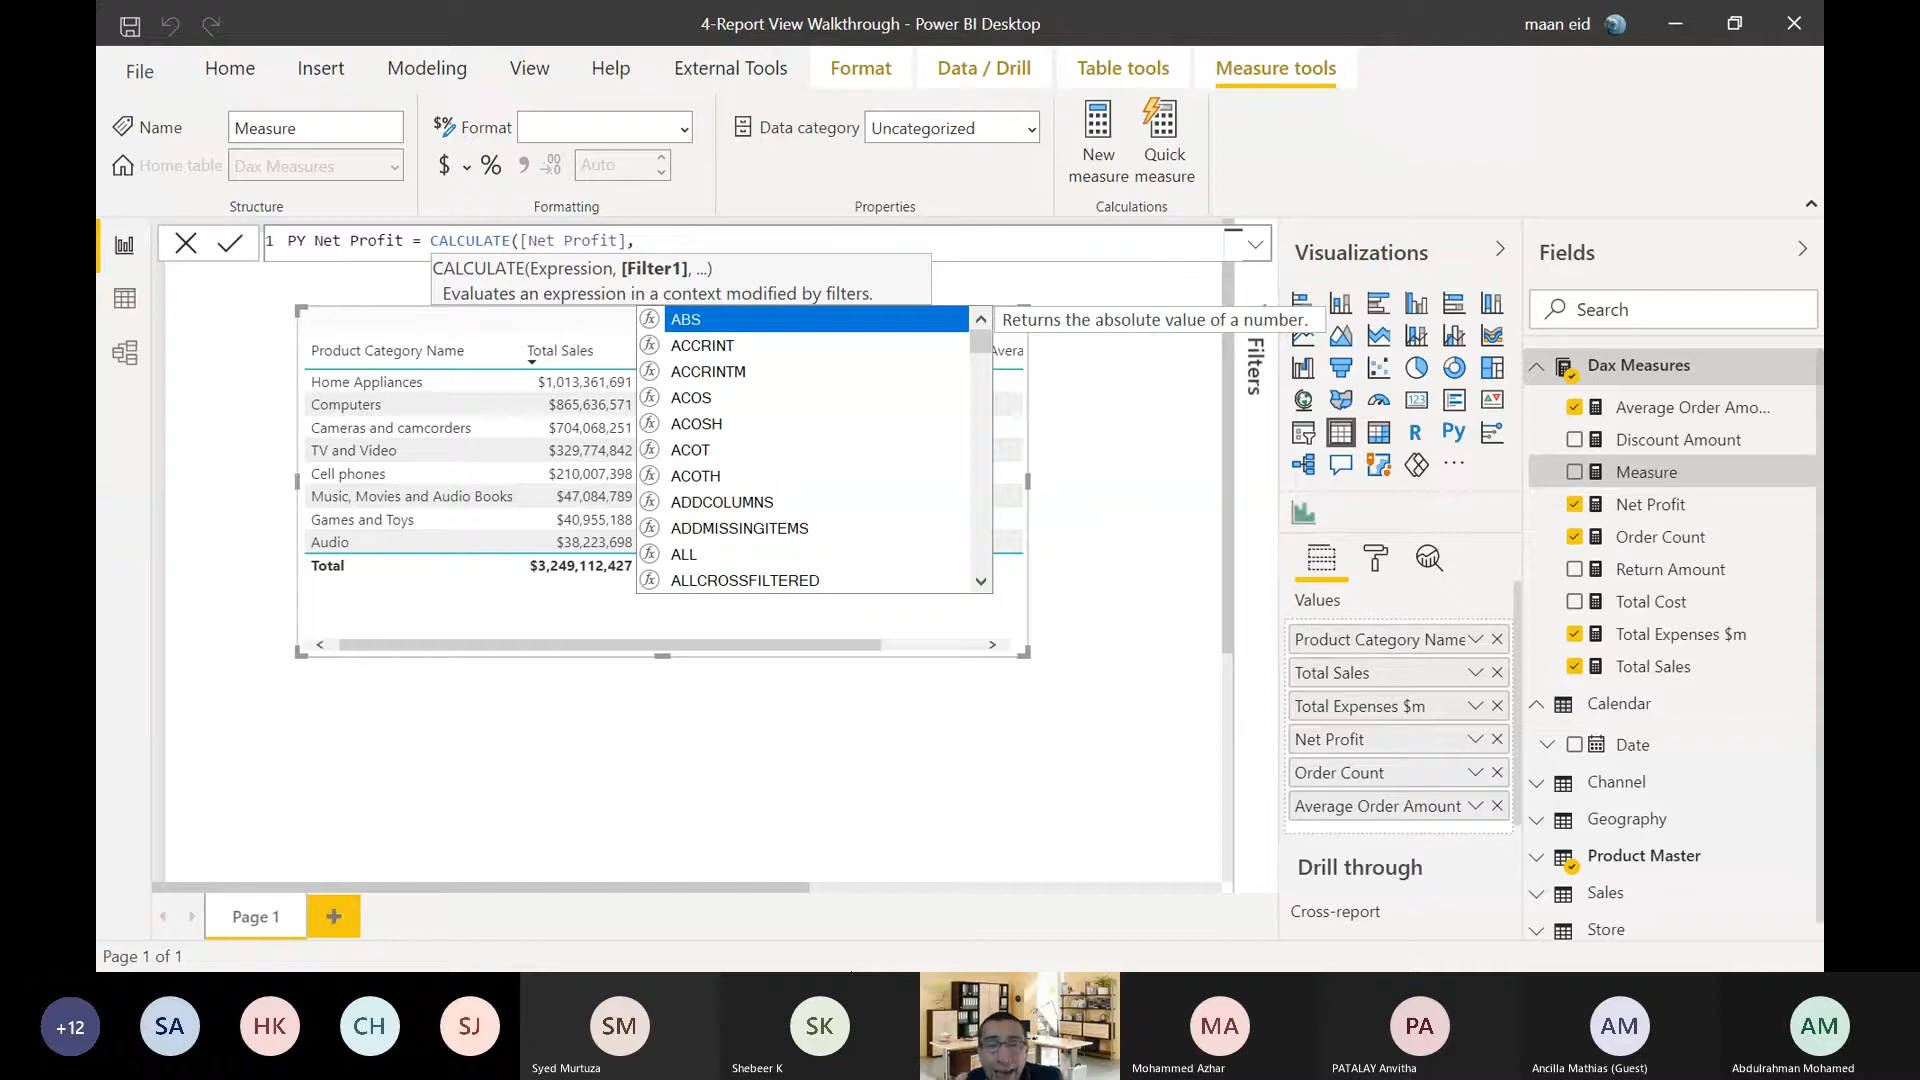 4-Report View Walkthrough - Power BI Desktop
maan eid
File
Home
Insert
Modeling
View
Help
External Tools
Format
Data / Drill
Table tools
Measure tools
Name
Measure
Home table
Dax Measures
Structure
Format
$
%
Auto
Formatting
Data category
Uncategorized
Properties
New measure
Quick measure
Calculations
1 PY Net Profit = CALCULATE([Net Profit],
CALCULATE(Expression, [Filter1], ...)
Evaluates an expression in a context modified by filters.
ABS
ACCRINT
ACCRINTM
ACOS
ACOSH
ACOT
ACOTH
ADDCOLUMNS
ADDMISSINGITEMS
ALL
ALLCROSSFILTERED
Returns the absolute value of a number.
Product Category Name Total Sales Avera
Home Appliances $1,013,361,691
Computers $865,636,571
Cameras and camcorders $704,068,251
TV and Video $329,774,842
Cell phones $210,007,398
Music, Movies and Audio Books $47,084,789
Games and Toys $40,955,188
Audio $38,223,698
Total $3,249,112,427
Filters
Visualizations
R
Py
123
Values
Product Category Name
Total Sales
Total Expenses $m
Net Profit
Order Count
Average Order Amount
Drill through
Cross-report
Fields
Search
Dax Measures
Average Order Amo...
Discount Amount
Measure
Net Profit
Order Count
Return Amount
Total Cost
Total Expenses $m
Total Sales
Calendar
Date
Channel
Geography
Product Master
Sales
Store
Page 1
Page 1 of 1
+12
SA
HK
CH
SJ
SM
Syed Murtuza
SK
Shebeer K
MA
Mohammed Azhar
PA
PATALAY Anvitha
AM
Ancilla Mathias (Guest)
AM
Abdulrahman Mohamed